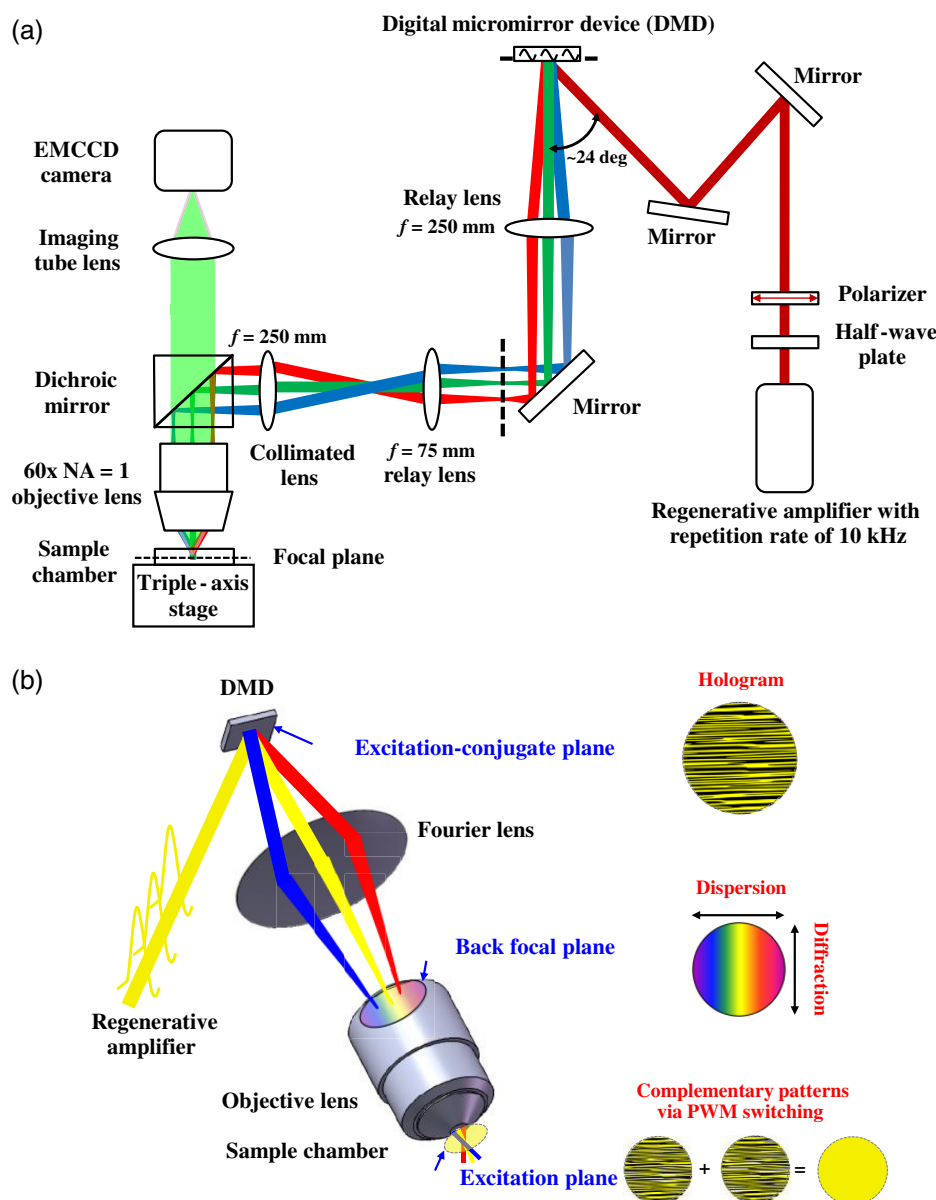 (a)
Digital micromirror device (DMD)
Mirror
EMCCD
camera
~24 deg
Relay lens
f = 250 mm
Mirror
Imaging
tube lens
Polarizer
f = 250 mm
Half-wave
plate
Dichroic
mirror
Mirror
Collimated
lens
f = 75 mm
relay lens
60x NA = 1
objective lens
Regenerative amplifier with
repetition rate of 10 kHz
Sample
chamber
Focal plane
Triple-axis
stage
(b)
DMD
Hologram
Excitation-conjugate plane
Fourier lens
Dispersion
Diffraction
Back focal plane
Regenerative
amplifier
Objective lens
Complementary patterns
via PWM switching
Sample chamber
Excitation plane
+ =